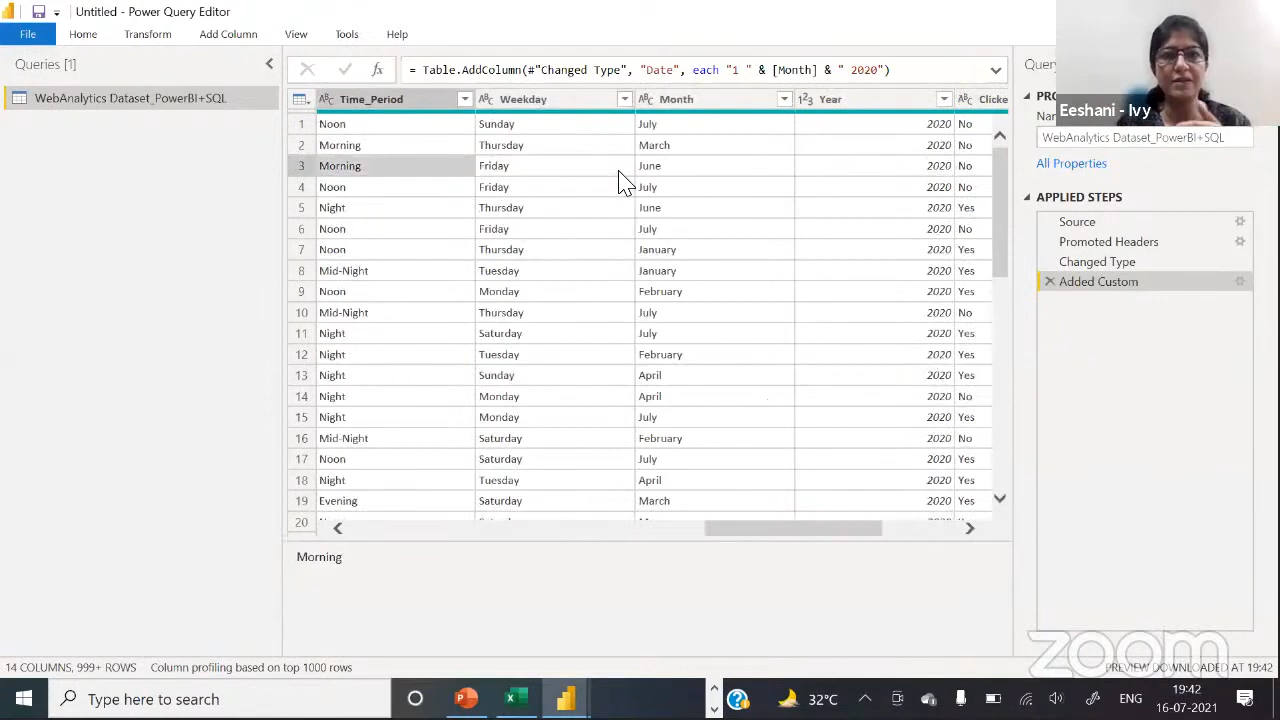 Untitled - Power Query Editor
File Home Transform Add Column View Tools Help
Queries [1]
WebAnalytics Dataset_PowerBI+SQL
fx = Table.AddColumn(#"Changed Type", "Date", each "1 " & [Month] & " 2020")
Time_Period Weekday Month 123 Year Clicke
1 Noon Sunday July 2020 No
2 Morning Thursday March 2020 No
3 Morning Friday June 2020 No
4 Noon Friday July 2020 No
5 Night Thursday June 2020 Yes
6 Noon Friday July 2020 No
7 Noon Thursday January 2020 Yes
8 Mid-Night Tuesday January 2020 Yes
9 Noon Monday February 2020 Yes
10 Mid-Night Thursday July 2020 No
11 Night Saturday July 2020 Yes
12 Night Tuesday February 2020 Yes
13 Night Sunday April 2020 Yes
14 Night Monday April 2020 No
15 Night Monday July 2020 Yes
16 Mid-Night Saturday February 2020 No
17 Noon Saturday July 2020 Yes
18 Night Tuesday April 2020 Yes
19 Evening Saturday March 2020 Yes
20
Morning
Eeshani - Ivy
WebAnalytics Dataset_PowerBI+SQL
All Properties
APPLIED STEPS
Source
Promoted Headers
Changed Type
Added Custom
zoom
14 COLUMNS, 999+ ROWS Column profiling based on top 1000 rows
PREVIEW DOWNLOADED AT 19:42
Type here to search
32°C ENG
19:42
16-07-2021